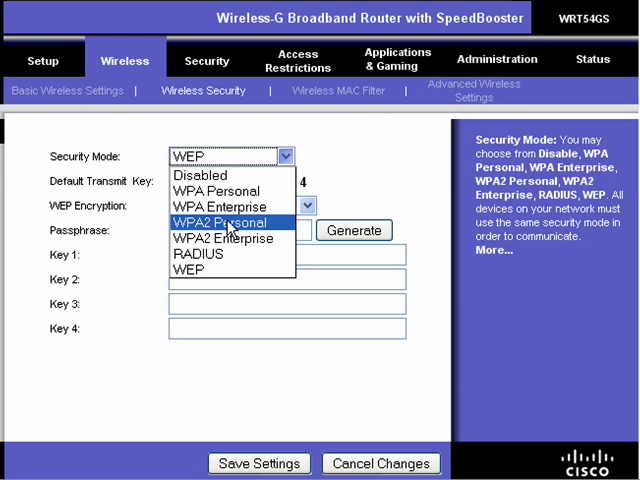 Wireless-G Broadband Router with SpeedBooster
WRT54GS
Setup
Wireless
Security
Access
Restrictions
Applications
& Gaming
Administration
Status
Basic Wireless Settings |
Wireless Security |
Wireless MAC Filter |
Advanced Wireless
Settings
Security Mode: WEP
Disabled
Default Transmit Key: 4
WPA Personal
WEP Encryption: WPA Enterprise
WPA2 Personal
Passphrase: Generate
WPA2 Enterprise
Key 1: RADIUS
WEP
Key 2:
Key 3:
Key 4:
Security Mode: You may
choose from Disable, WPA
Personal, WPA Enterprise,
WPA2 Personal, WPA2
Enterprise, RADIUS, WEP. All
devices on your network must
use the same security mode in
order to communicate.
More...
Save Settings
Cancel Changes
CISCO